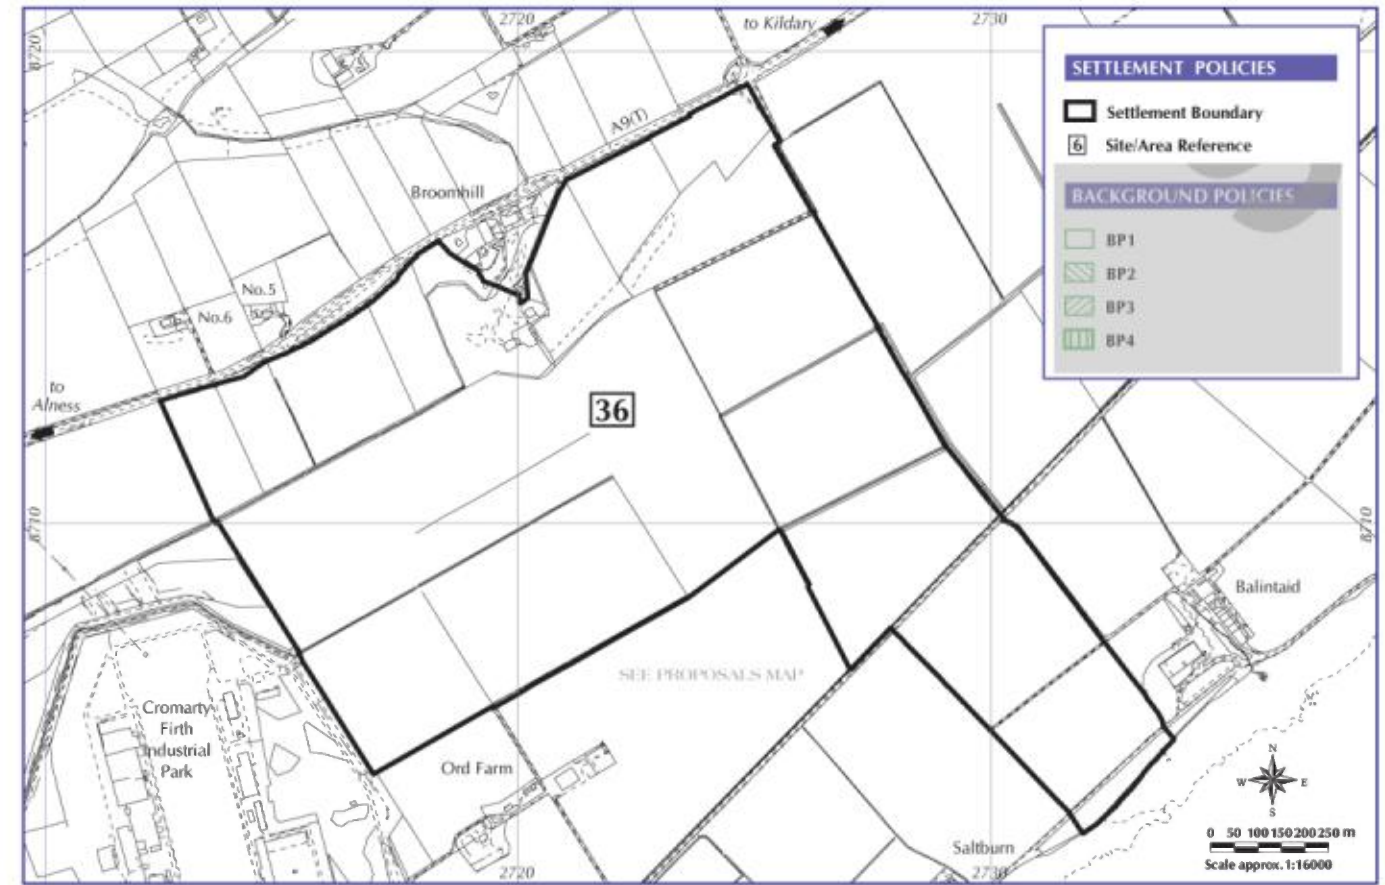 2720
2730
to Kildary
8720
SETTLEMENT POLICIES
Settlement Boundary
6 Site/Area Reference
A9(T)
BACKGROUND POLICIES
Broomhill
BP1
BP2
No.5
BP3
No.6
BP4
to
Alness
36
8710
8710
Balintaid
SEE PROPOSALS MAP
Cromarty
Firth
Industrial
Park
Ord Farm
N
W E
S
0 50 100 150 200 250 m
Saltburn
Scale approx. 1:16000
2720
2730